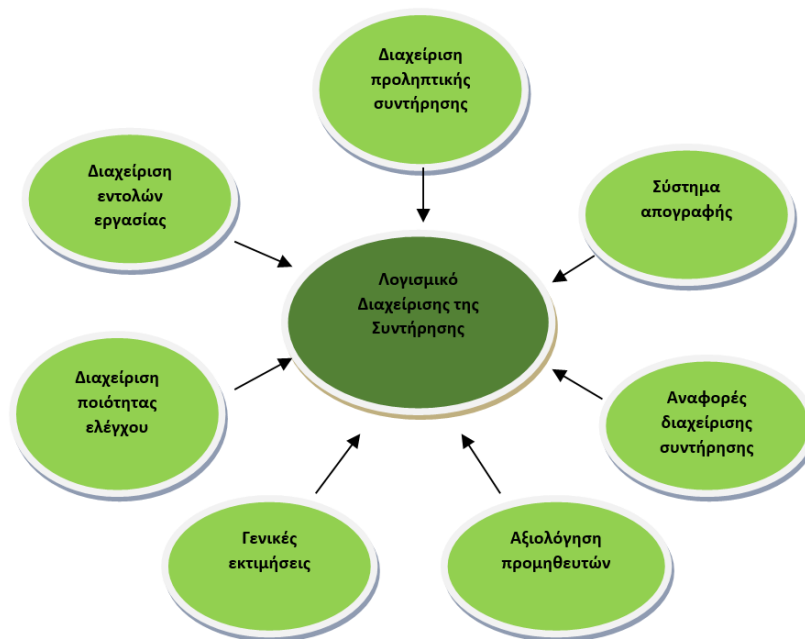 Διαχείριση
προληπτικής
συντήρησης
Διαχείριση
εντολών
εργασίας
Σύστημα
απογραφής
Λογισμικό
Διαχείρισης της
Συντήρησης
Διαχείριση
ποιότητας
ελέγχου
Αναφορές
διαχείρισης
συντήρησης
Γενικές
εκτιμήσεις
Αξιολόγηση
προμηθευτών